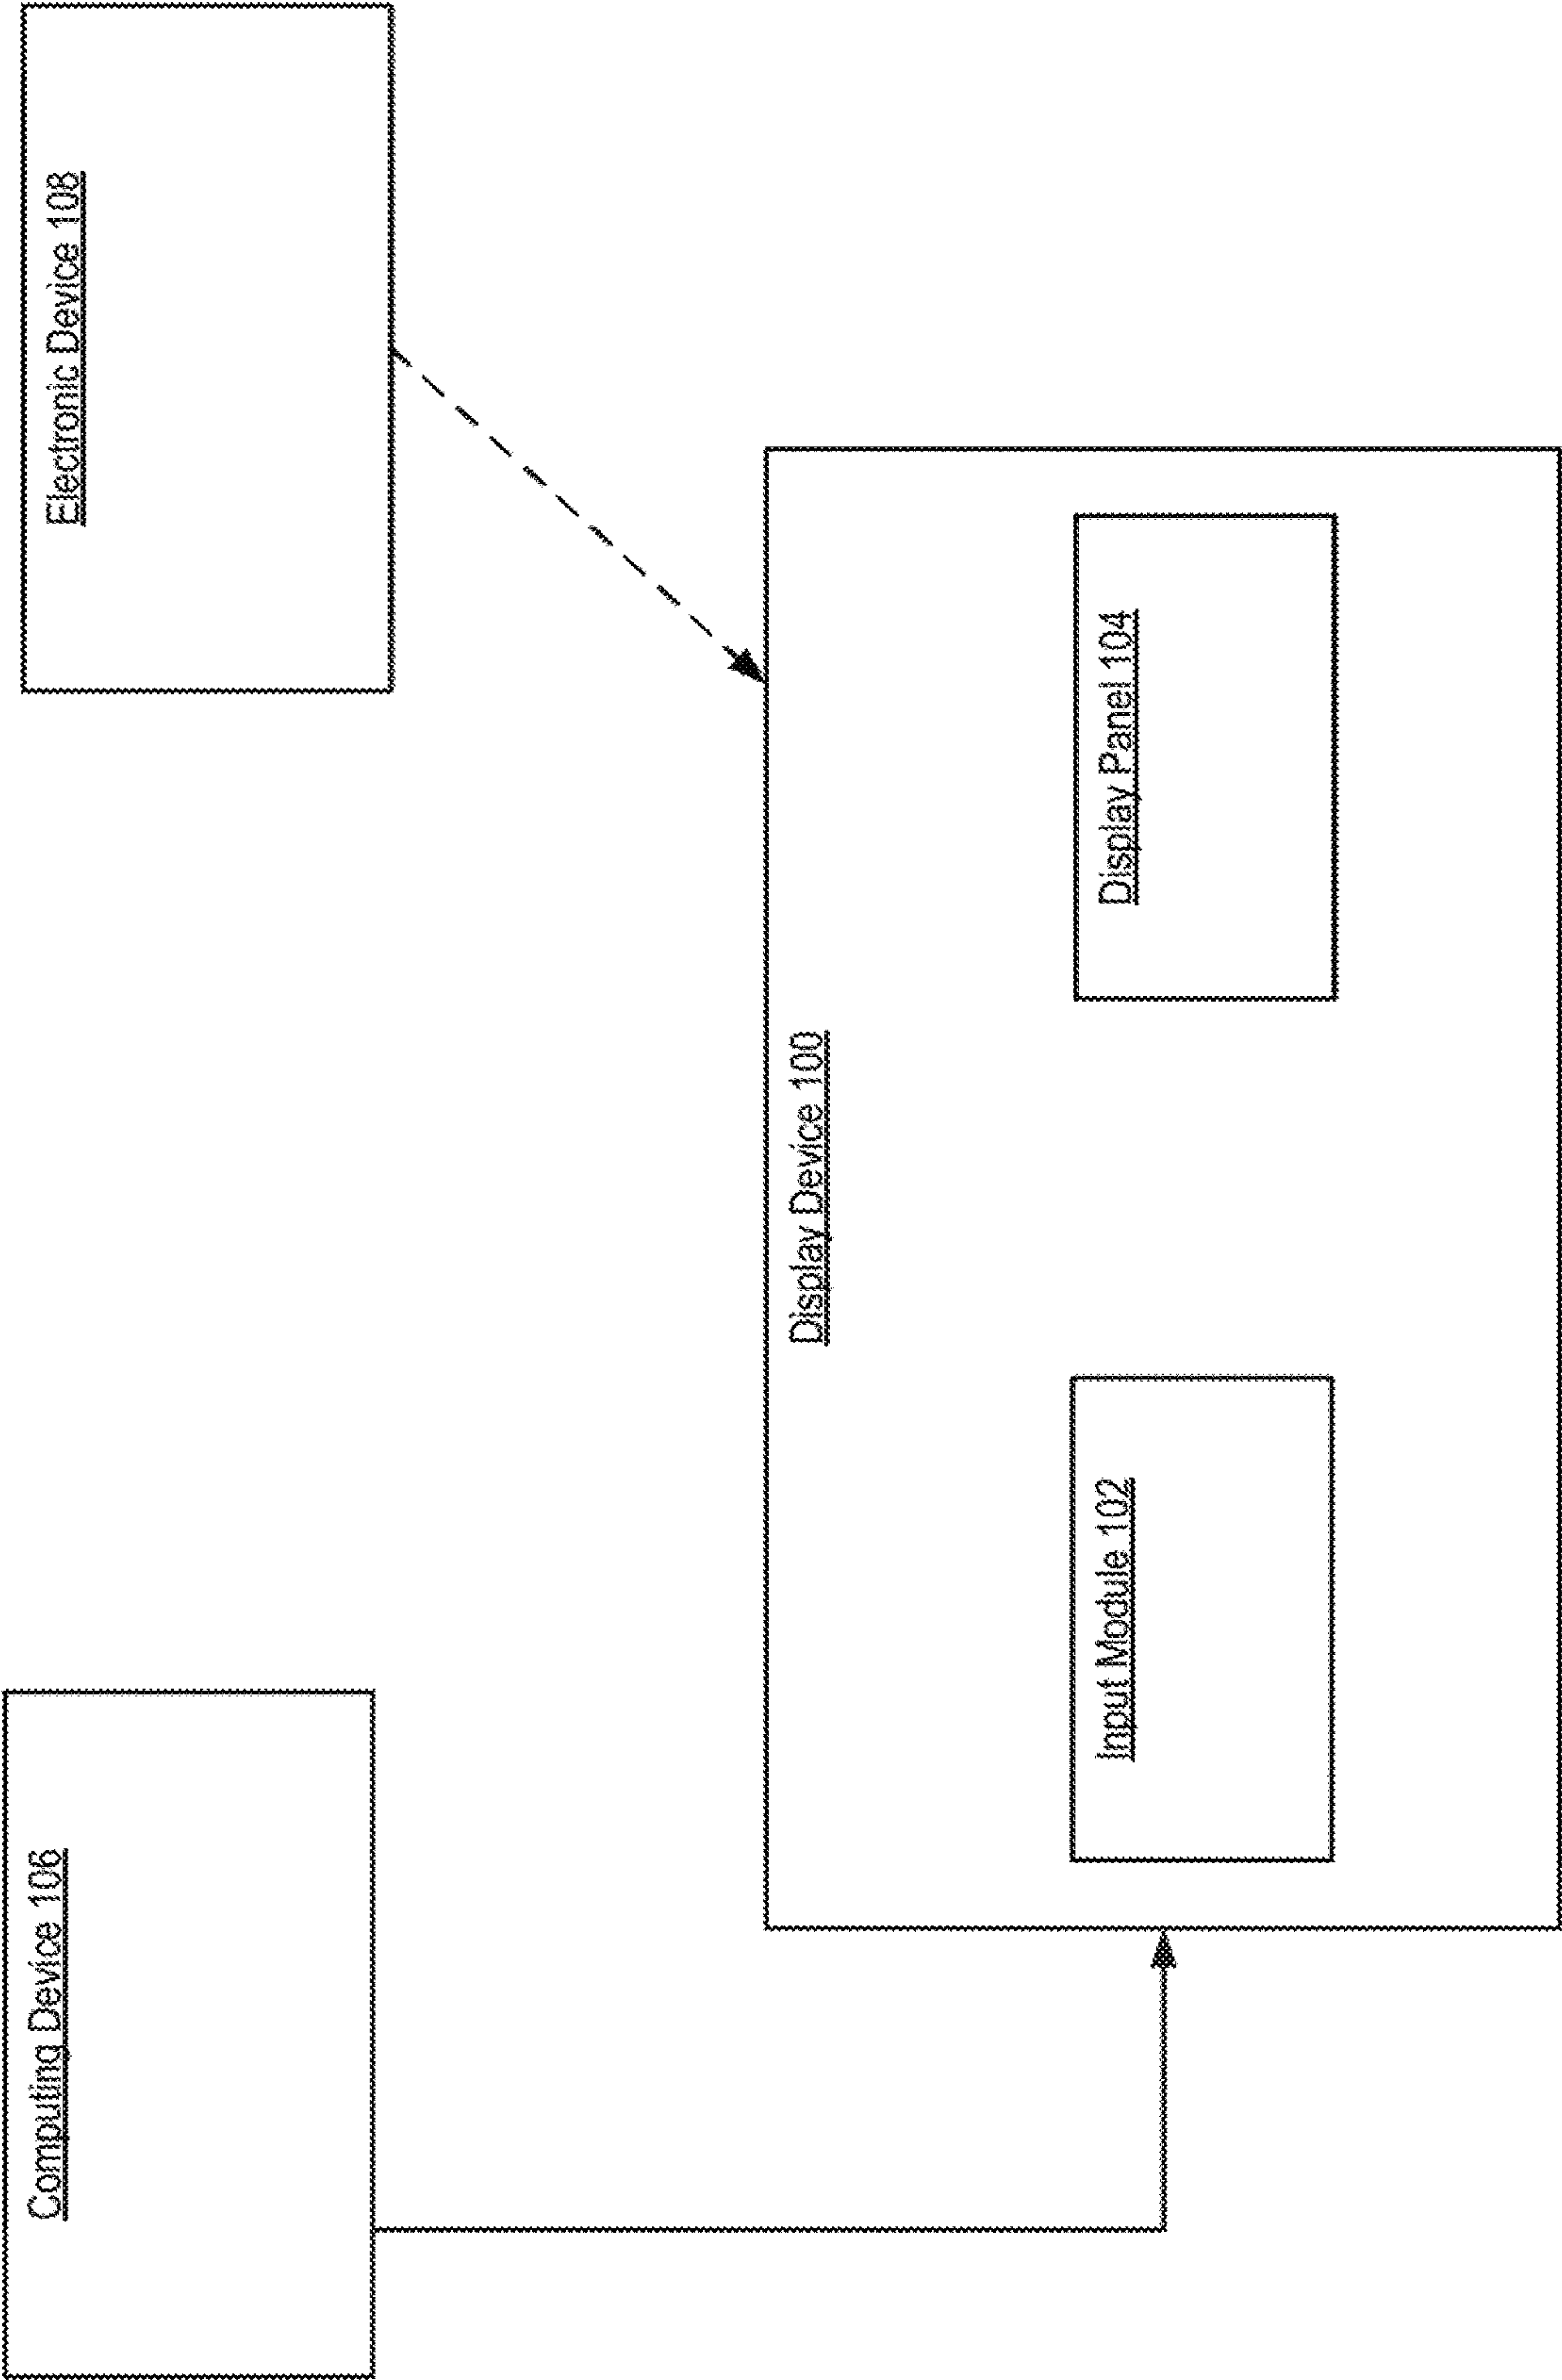 Computing Device 106
Electronic Device 108
Display Device 100
Input Module 102
Display Panel 104